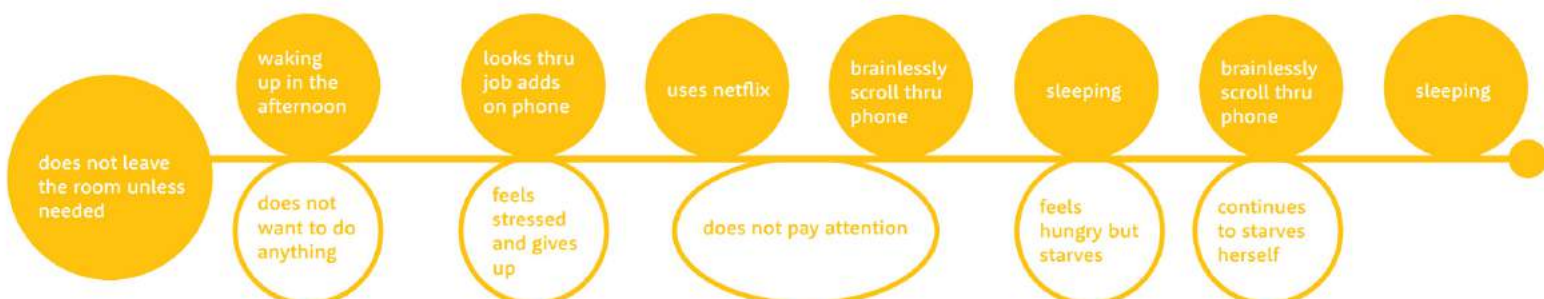 does not leave
the room unless
needed
waking
up in the
afternoon
does not
want to do
anything
looks thru
job adds
on phone
feels
stressed
and gives
up
uses netflix
brainlessly
scroll thru
phone
does not pay attention
sleeping
feels
hungry but
starves
brainlessly
scroll thru
phone
continues
to starves
herself
sleeping